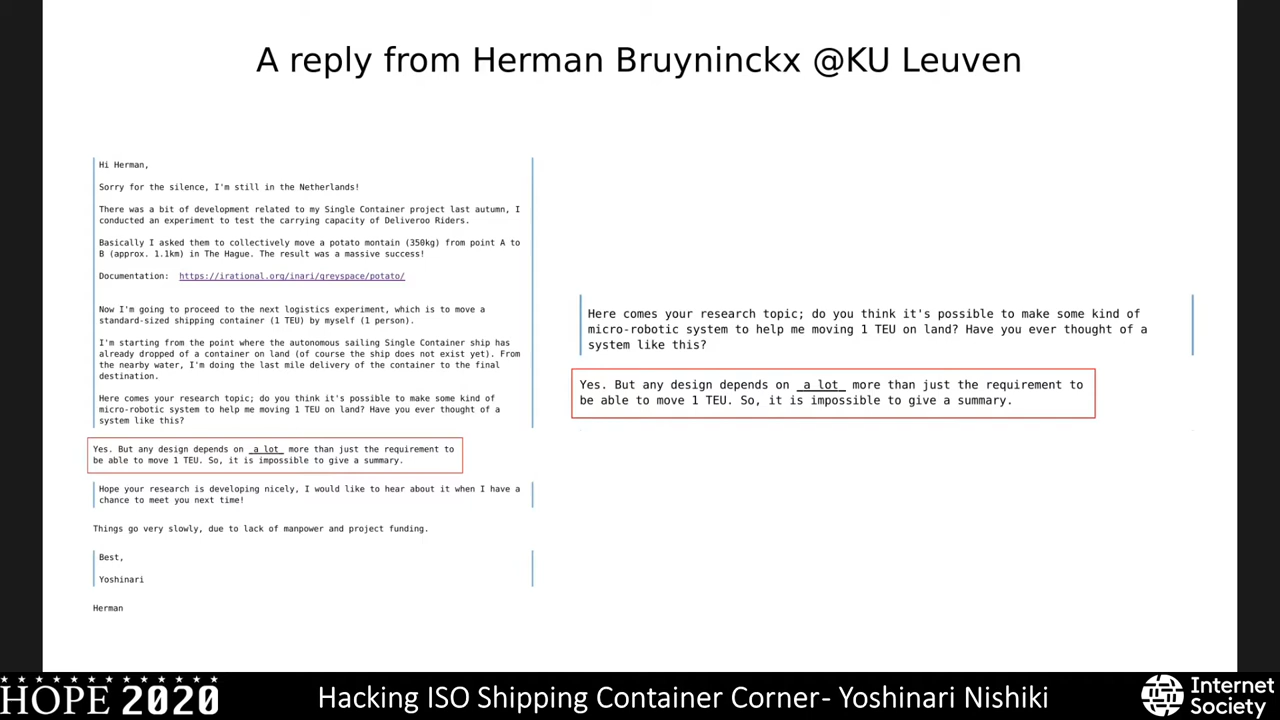 A reply from Herman Bruyninckx @KU Leuven
Hi Herman,
Sorry for the silence, I'm still in the Netherlands!
There was a bit of development related to my Single Container project last autumn, I
conducted an experiment to test the carrying capacity of Deliveroo Riders.
Basically I asked them to collectively move a potato montain (350kg) from point A to
B (approx. 1.1km) in The Hague. The result was a massive success!
Documentation: https://irational.org/inari/greyspace/potato/
Now I'm going to proceed to the next logistics experiment, which is to move a
standard-sized shipping container (1 TEU) by myself (1 person).
I'm starting from the point where the autonomous sailing Single Container ship has
already dropped of a container on land (of course the ship does not exist yet). From
the nearby water, I'm doing the last mile delivery of the container to the final
destination.
Here comes your research topic; do you think it's possible to make some kind of
micro-robotic system to help me moving 1 TEU on land? Have you ever thought of a
system like this?
Yes. But any design depends on _a lot_ more than just the requirement to
be able to move 1 TEU. So, it is impossible to give a summary.
Hope your research is developing nicely, I would like to hear about it when I have a
chance to meet you next time!
Things go very slowly, due to lack of manpower and project funding.
Best,
Yoshinari
Herman
Here comes your research topic; do you think it's possible to make some kind of
micro-robotic system to help me moving 1 TEU on land? Have you ever thought of a
system like this?
Yes. But any design depends on _a lot_ more than just the requirement to
be able to move 1 TEU. So, it is impossible to give a summary.
HOPE 2020
Hacking ISO Shipping Container Corner- Yoshinari Nishiki
Internet
Society